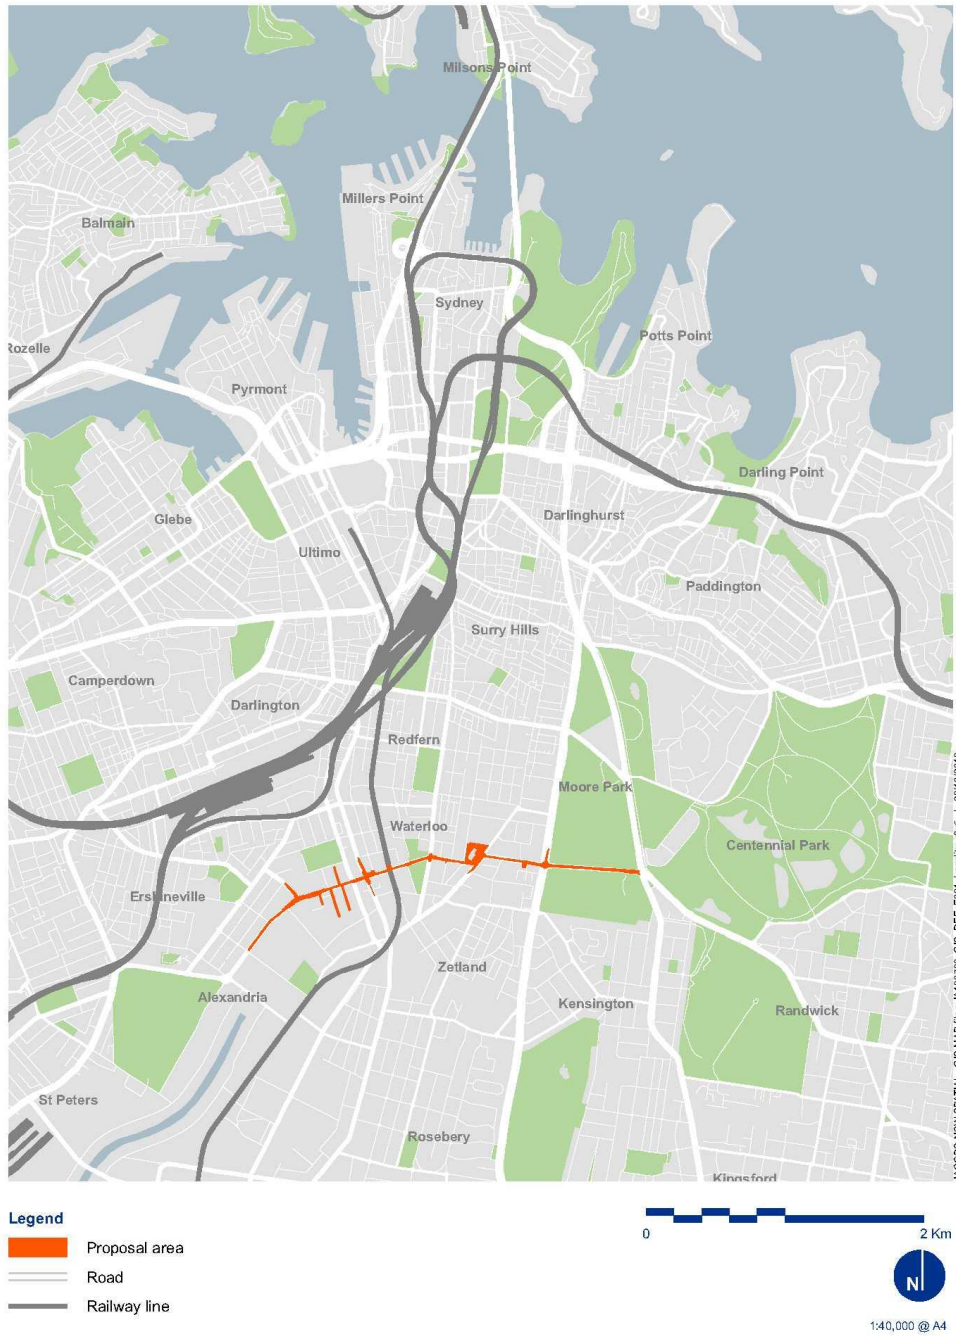 Milsons Point
Millers Point
Balmain
Sydney
Potts Point
Rozelle
Pyrmont
Darling Point
Darlinghurst
Glebe
Ultimo
Paddington
Surry Hills
Camperdown
Darlington
Redfern
Moore Park
Waterloo
Centennial Park
Erskineville
Zetland
Alexandria
Kensington
Randwick
St Peters
Rosebery
Kingsford
Legend
Proposal area
Road
Railway line
0 2 Km
N
1:40,000 @ A4